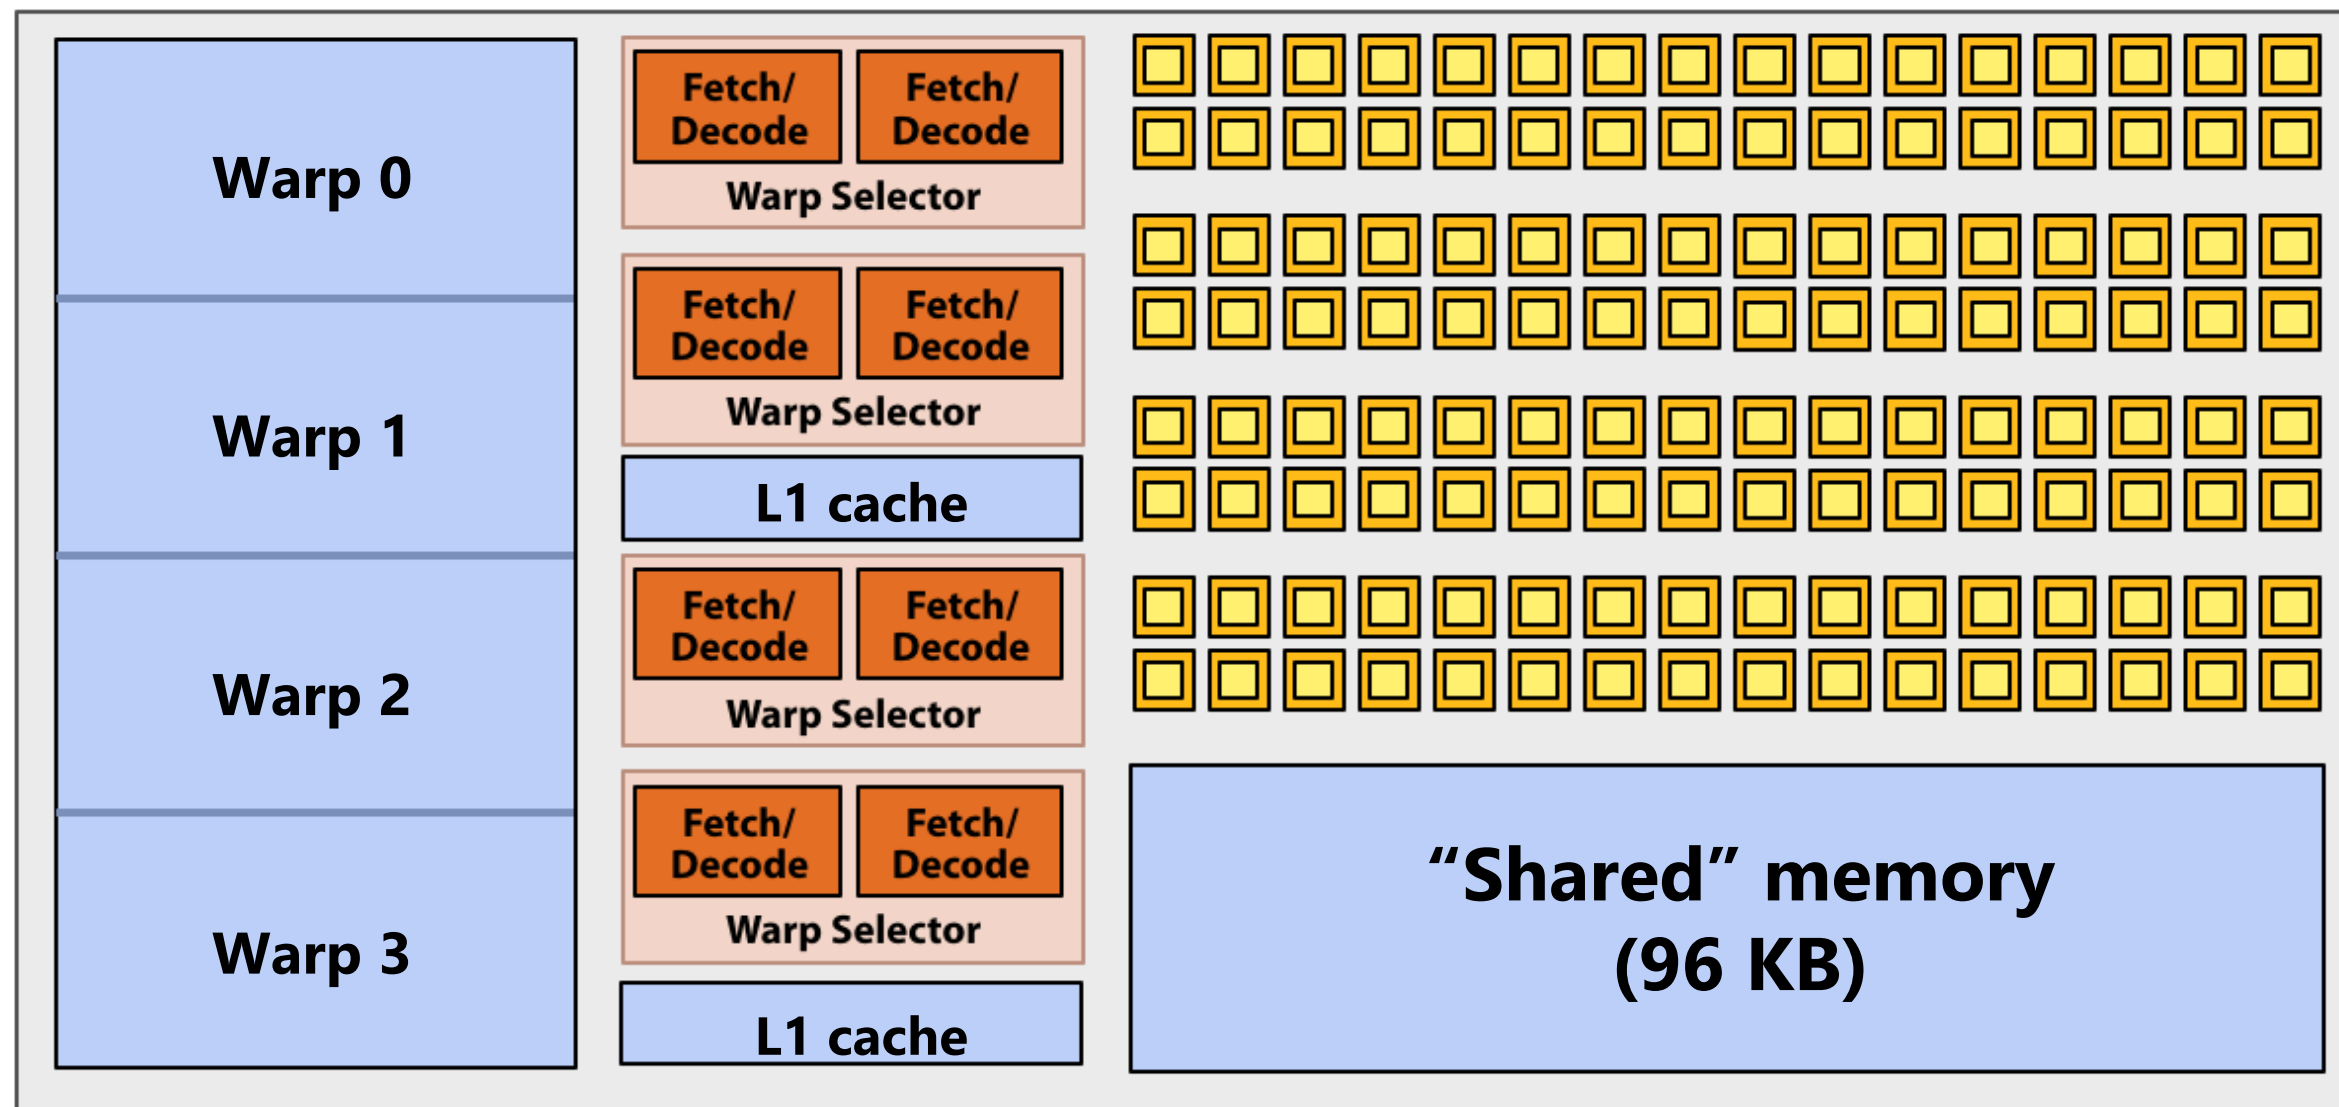 Warp 0
Warp 1
Warp 2
Warp 3
Fetch/
Decode
Fetch/
Decode
Warp Selector
Fetch/
Decode
Fetch/
Decode
Warp Selector
L1 cache
Fetch/
Decode
Fetch/
Decode
Warp Selector
Fetch/
Decode
Fetch/
Decode
Warp Selector
L1 cache
“Shared” memory
(96 KB)